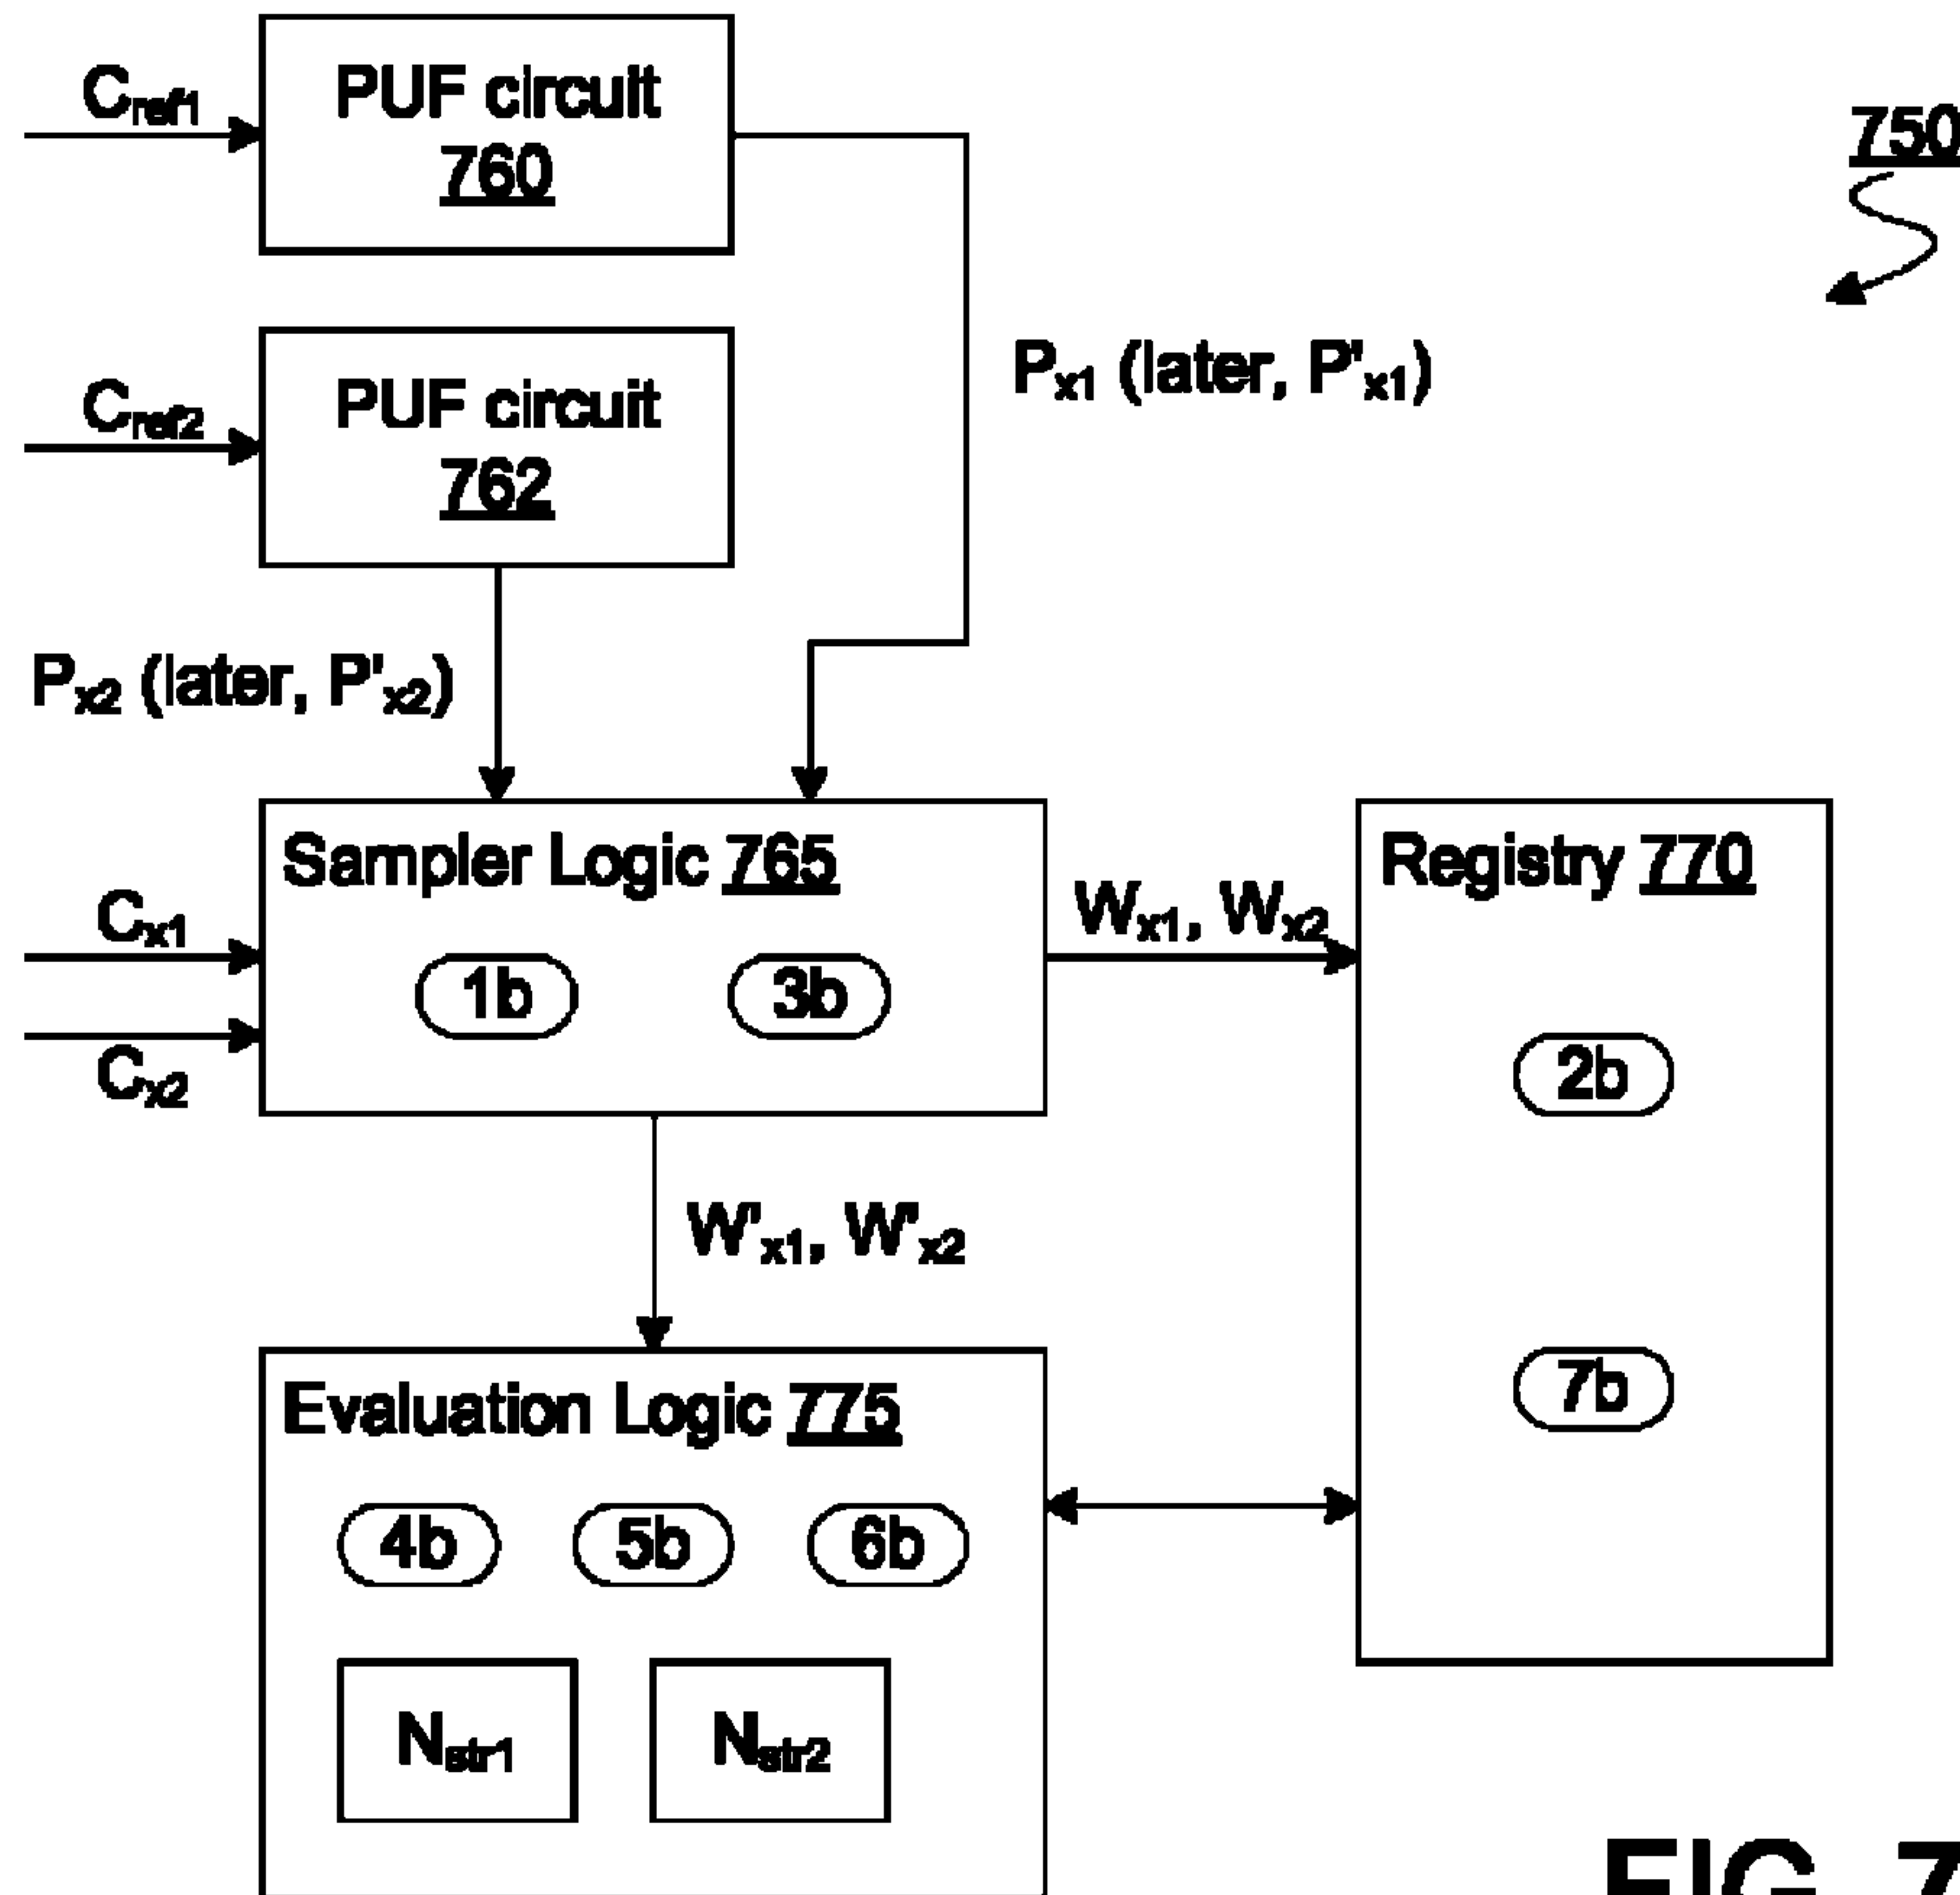 C_ref1
PUF circuit
760
750
C_ref2
PUF circuit
762
P_x1 (later, P'_x1)
P_x2 (later, P'_x2)
Sampler Logic 765
Registry 770
C_x1
1b
3b
W_x1, W_x2
C_x2
2b
W'_x1, W'_x2
Evaluation Logic 775
7b
4b
5b
6b
N_str1
N_str2
FIG. 7